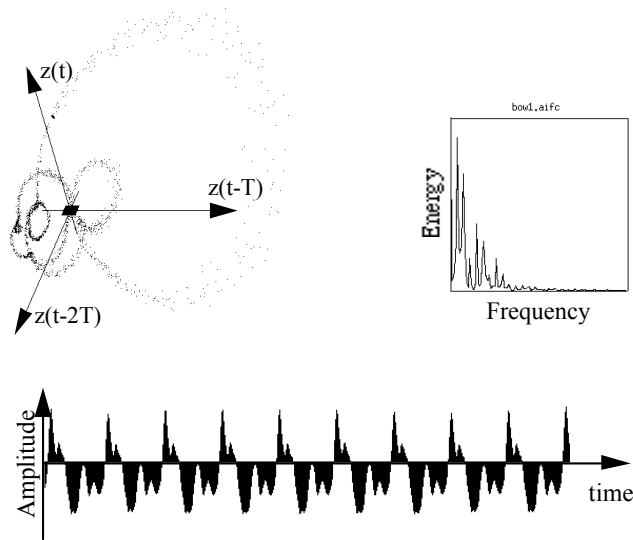 z(t)
z(t-T)
z(t-2T)
bow1.aifc
Energy
Frequency
Amplitude
time